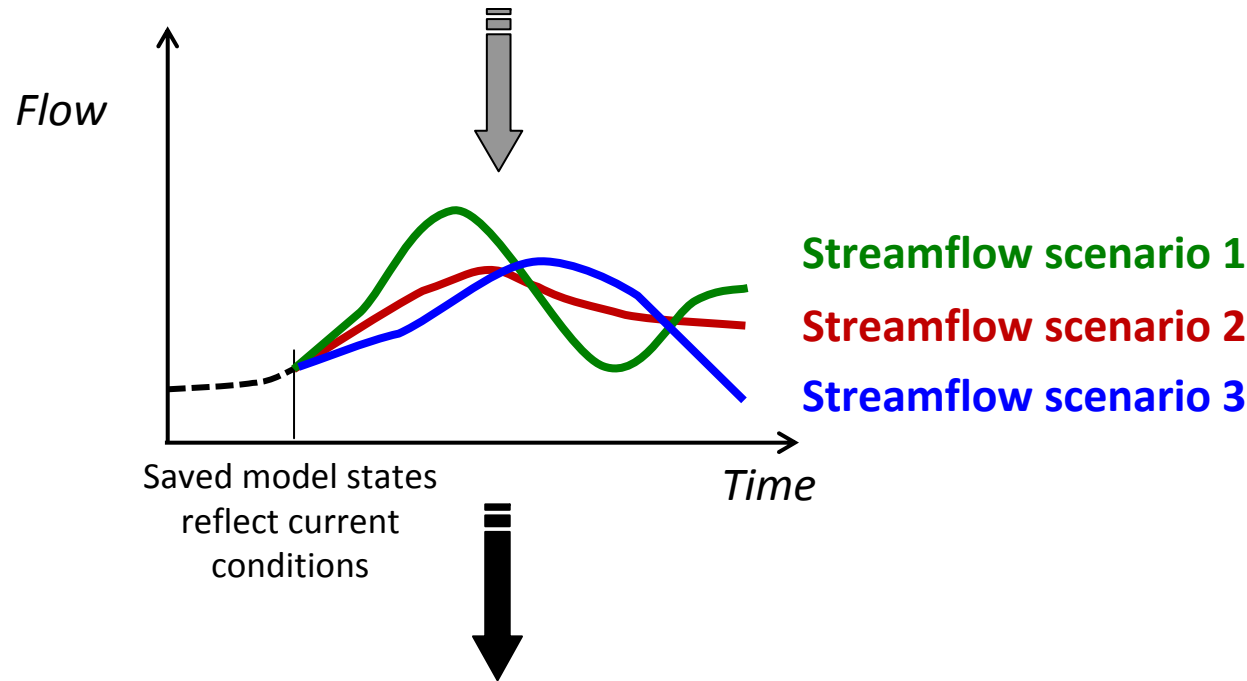 Flow
Streamflow scenario 1
Streamflow scenario 2
Streamflow scenario 3
Saved model states
reflect current
conditions
Time